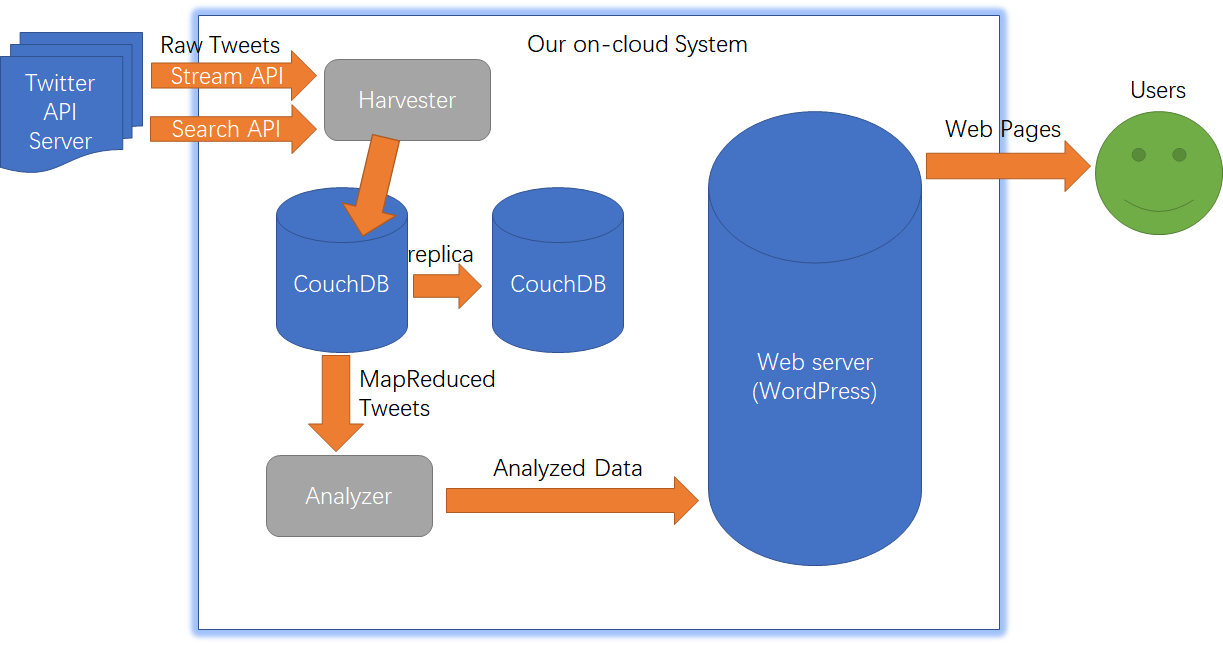 Our on-cloud System
Raw Tweets
Stream API
Search API
Twitter
API
Server
Harvester
Users
Web Pages
replica
CouchDB
CouchDB
MapReduced
Tweets
Web server
(WordPress)
Analyzer
Analyzed Data